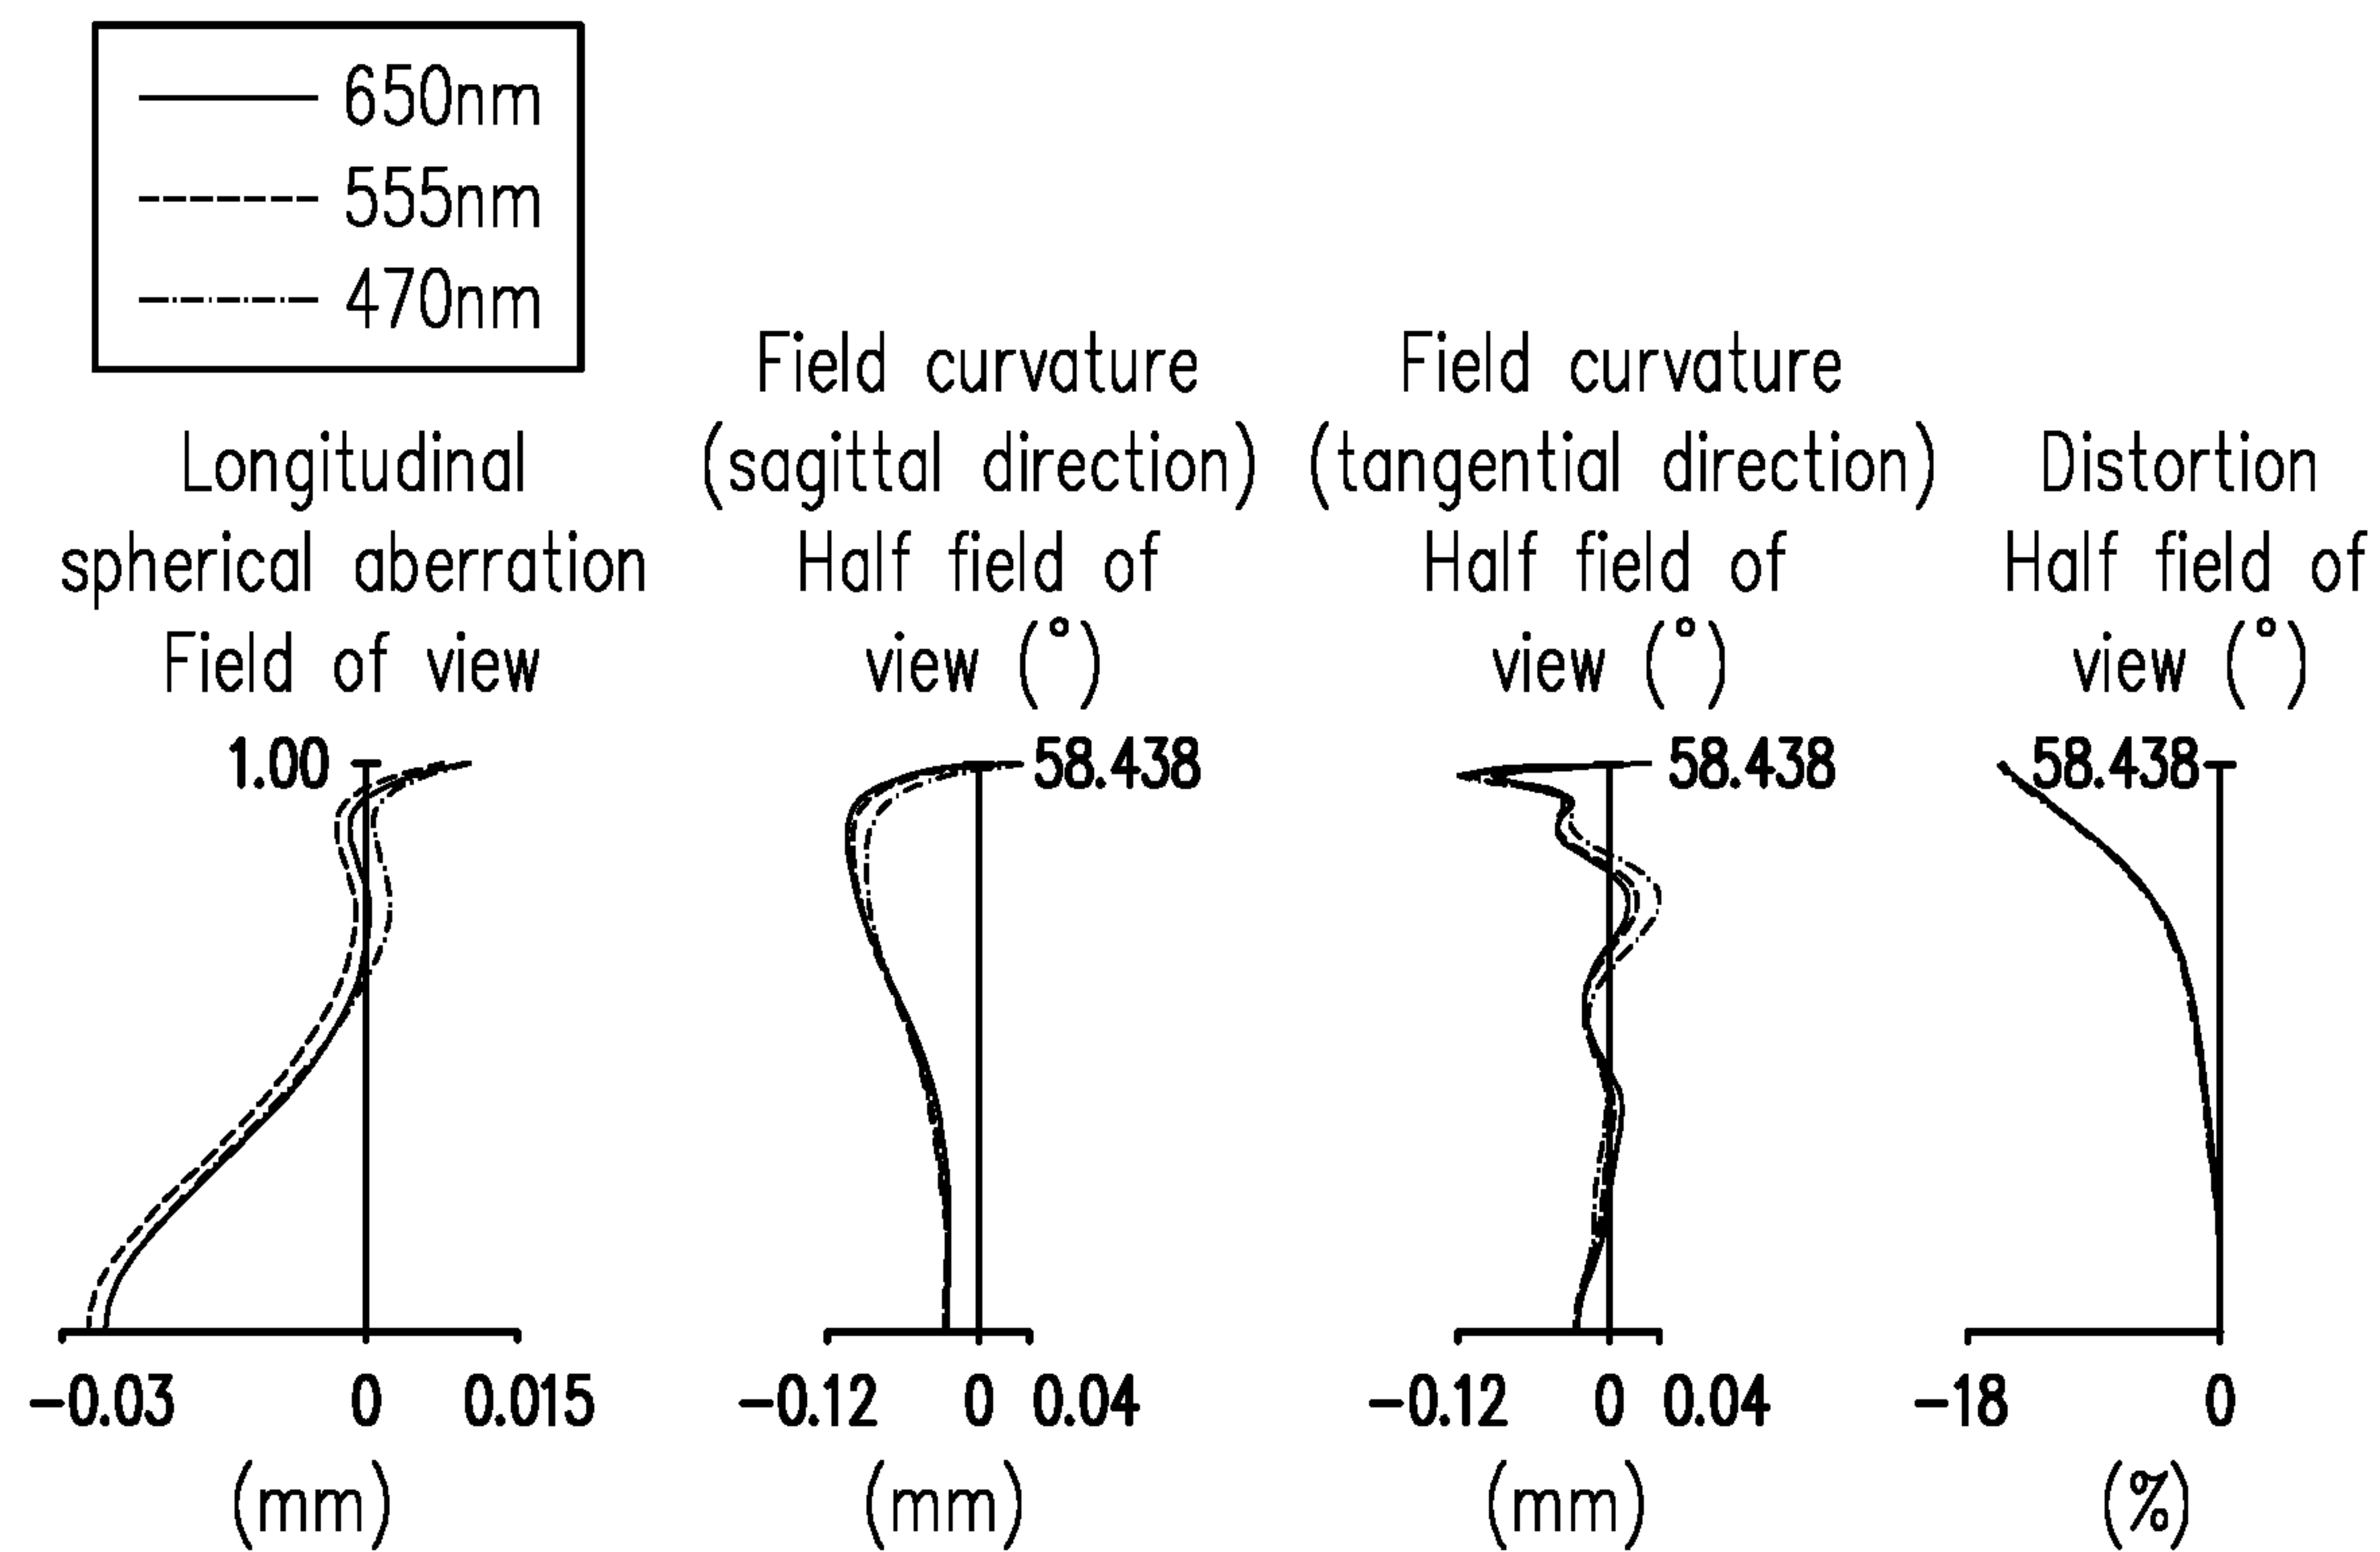 650nm
555nm
470nm
Longitudinal
spherical aberration
Field of view
1.00
-0.03 0 0.015
(mm)
Field curvature
(sagittal direction)
Half field of
view (°)
58.438
-0.12 0 0.04
(mm)
Field curvature
(tangential direction)
Half field of
view (°)
58.438
-0.12 0 0.04
(mm)
Distortion
Half field of
view (°)
58.438
-18 0
(%)